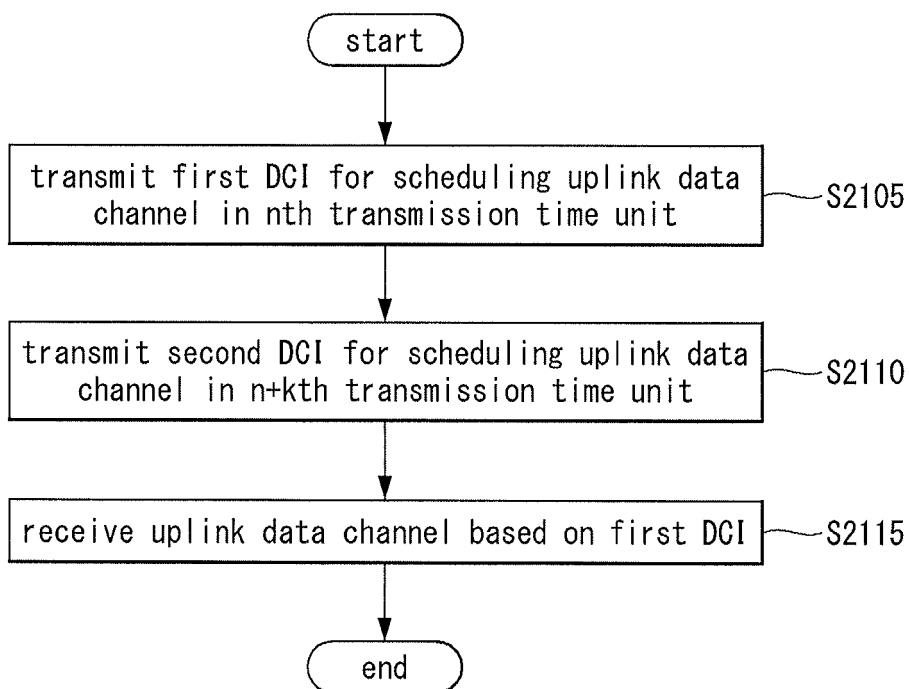 start
transmit first DCI for scheduling uplink data
channel in nth transmission time unit
S2105
transmit second DCI for scheduling uplink data
channel in n+kth transmission time unit
S2110
receive uplink data channel based on first DCI
S2115
end